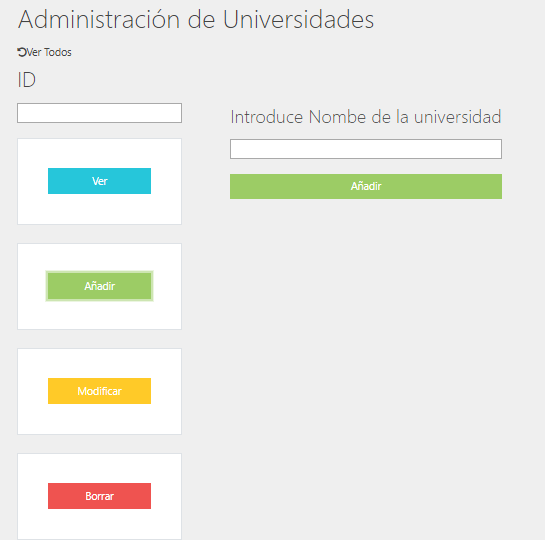 Administración de Universidades
Ver Todos
ID
Ver
Añadir
Modificar
Borrar
Introduce Nombe de la universidad
Añadir